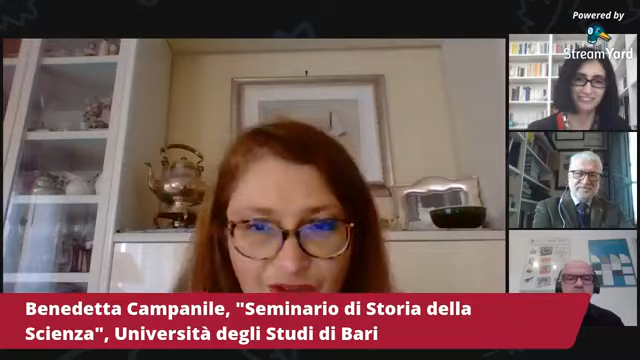 Powered by
StreamYard
Benedetta Campanile, "Seminario di Storia della
Scienza", Università degli Studi di Bari